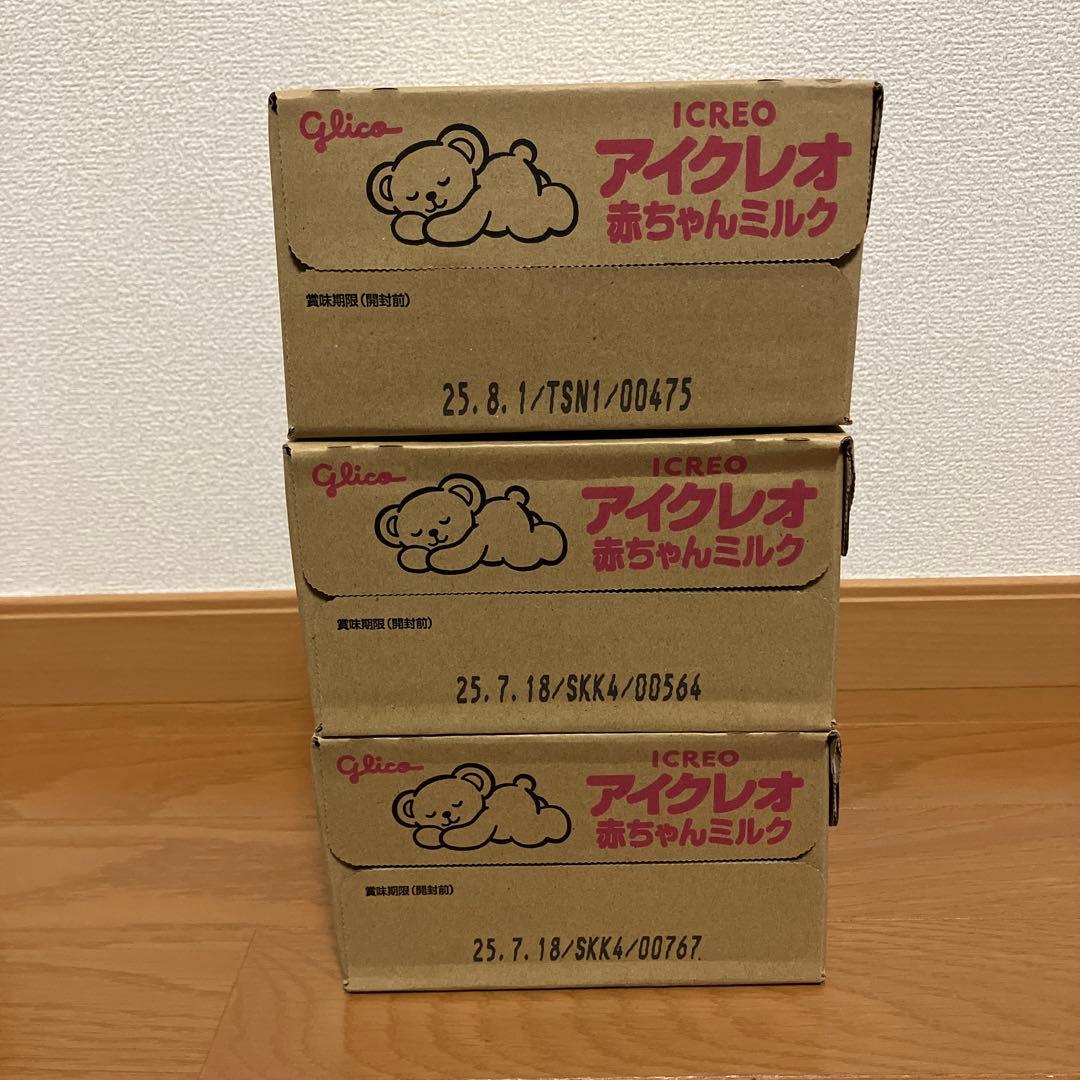 Glico
ICREO
アイクレオ
赤ちゃんミルク
賞味期限(開封前)
25.8.1/TSN1/00475
Glico
ICREO
アイクレオ
赤ちゃんミルク
賞味期限(開封前)
25.7.18/SKK4/00564
Glico
ICREO
アイクレオ
赤ちゃんミルク
賞味期限(開封前)
25.7.18/SKK4/00767